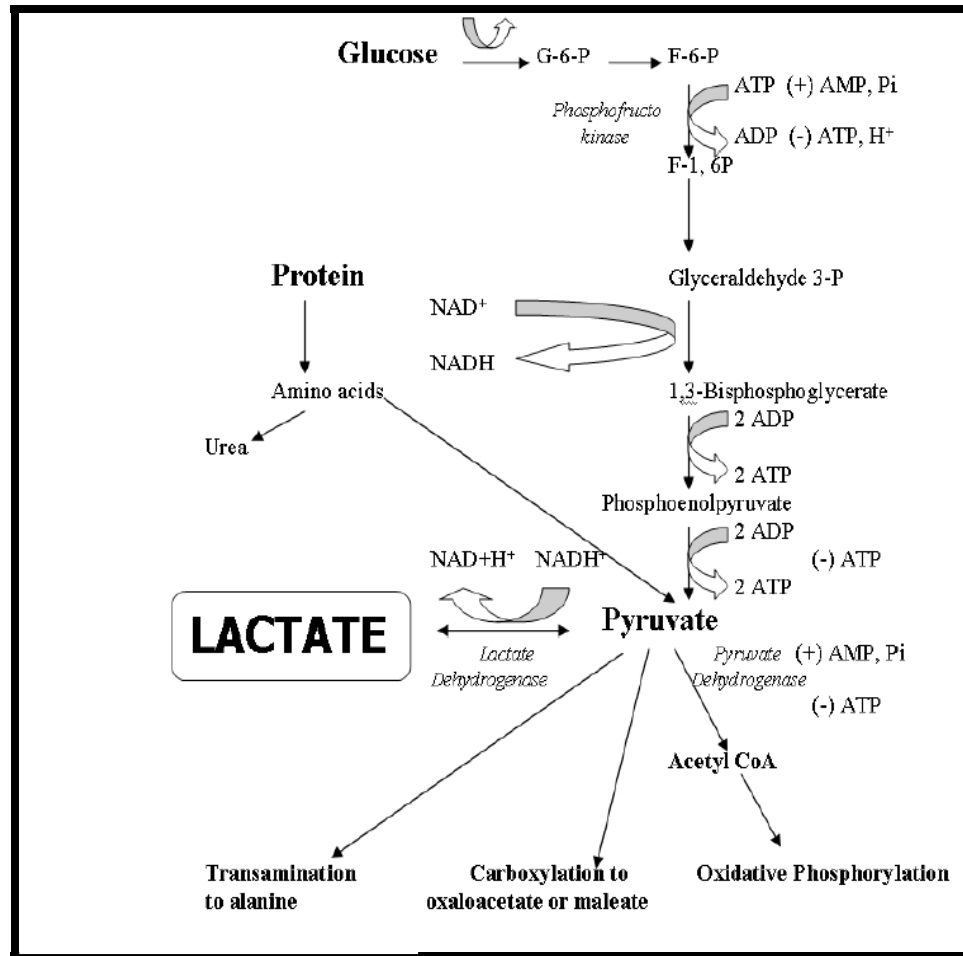 Glucose
G-6-P
F-6-P
Phosphofructo
kinase
ATP (+) AMP, Pi
ADP (-) ATP, H⁺
F-1, 6P
Protein
Glyceraldehyde 3-P
NAD⁺
NADH
Amino acids
1,3-Bisphosphoglycerate
2 ADP
Urea
2 ATP
Phosphoenolpyruvate
2 ADP
NAD+H⁺ NADH⁺
(-) ATP
2 ATP
LACTATE
Pyruvate
Lactate
Dehydrogenase
Pyruvate (+) AMP, Pi
Dehydrogenase
(-) ATP
Acetyl CoA
Transamination
to alanine
Carboxylation to
oxaloacetate or maleate
Oxidative Phosphorylation